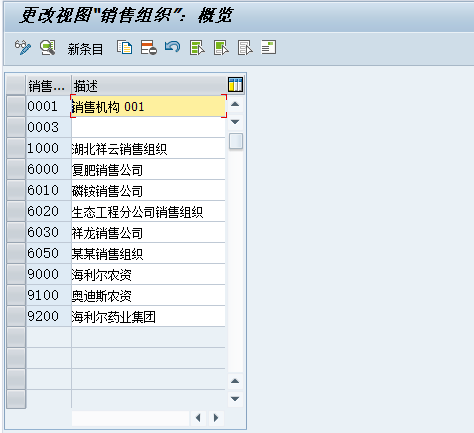 更改视图"销售组织"：概览
新条目
销售... 描述
0001 销售机构 001
0003
1000 湖北祥云销售组织
6000 复肥销售公司
6010 磷铵销售公司
6020 生态工程分公司销售组织
6030 祥龙销售公司
6050 某某销售组织
9000 海利尔农资
9100 奥迪斯农资
9200 海利尔药业集团